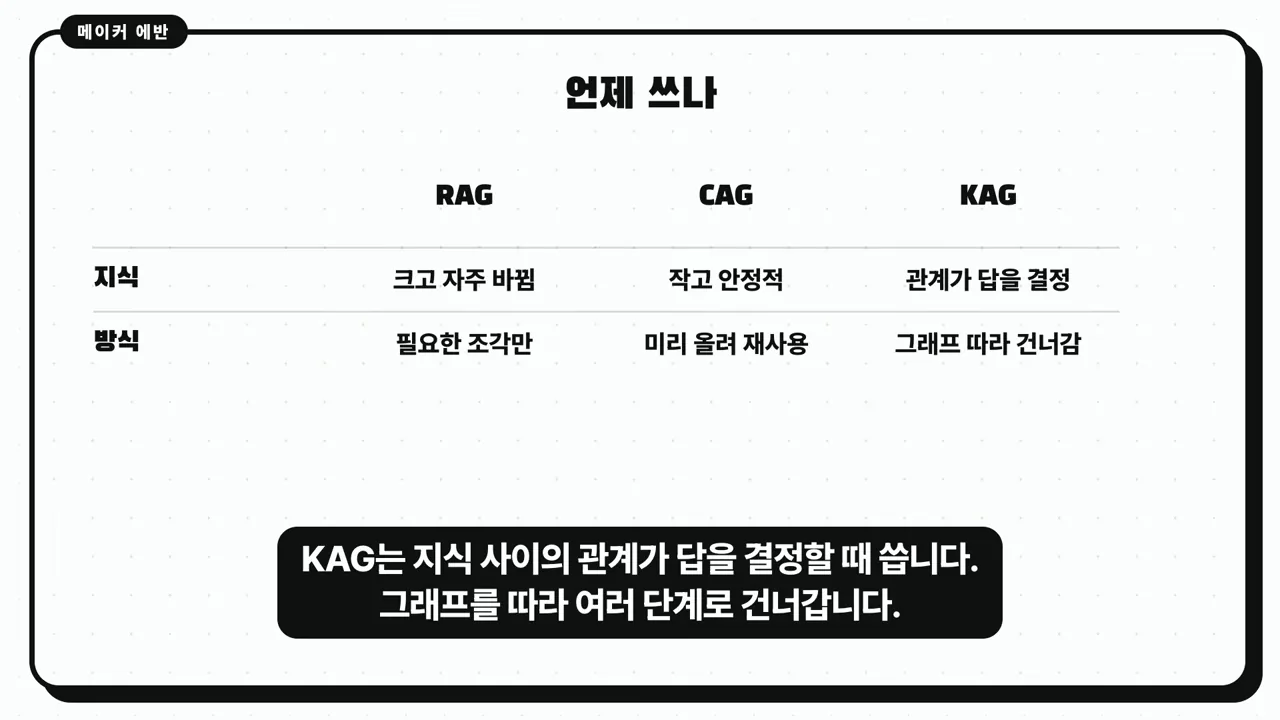 메이커 에반
언제 쓰나
RAG CAG KAG
지식 크고 자주 바뀜 작고 안정적 관계가 답을 결정
방식 필요한 조각만 미리 올려 재사용 그래프 따라 건너감
KAG는 지식 사이의 관계가 답을 결정할 때 씁니다.
그래프를 따라 여러 단계로 건너갑니다.